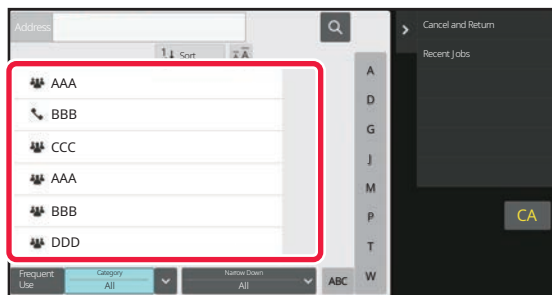 Address
Sort
AAA
BBB
CCC
AAA
BBB
DDD
A
D
G
J
M
P
T
W
Frequent
Use
Category
All
Narrow Down
All
ABC
Cancel and Return
Recent Jobs
CA